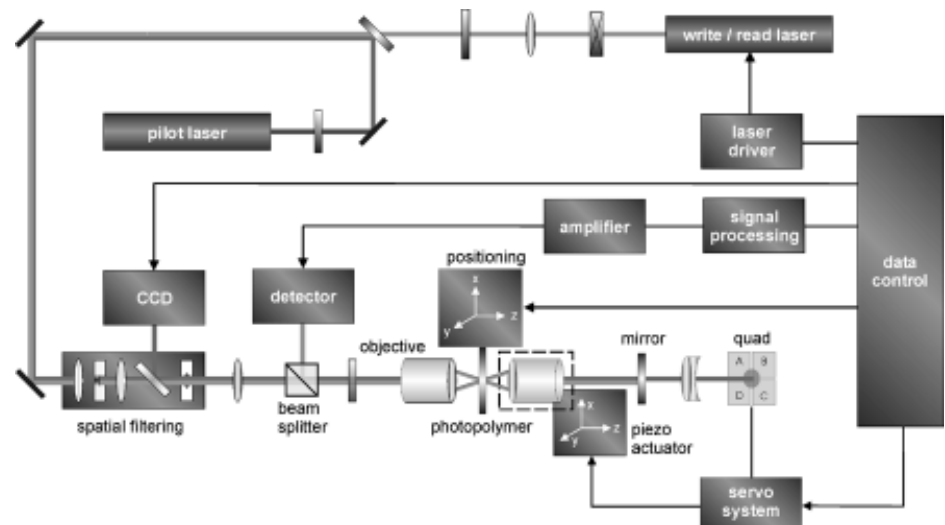 write / read laser
pilot laser
laser
driver
amplifier
signal
processing
data
control
positioning
x
y
z
CCD
detector
objective
mirror
quad
A B
D C
spatial filtering
beam
splitter
photopolymer
x
y
z
piezo
actuator
servo
system